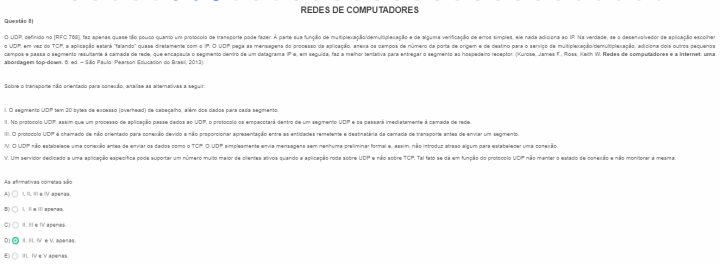 REDES DE COMPUTADORES
Questão 8)
O UDP, definido no [RFC 768], faz apenas quase tão pouco quanto um protocolo de transporte pode fazer. À parte sua função de multiplexação/demultiplexação e de alguma verificação de erros simples, ele nada adiciona ao IP. Na verdade, se o desenvolvedor de aplicação escolher
o UDP, em vez do TCP, a aplicação estará "falando" quase diretamente com o IP. O UDP pega as mensagens do processo da aplicação, anexa os campos de número da porta de origem e de destino para o serviço de multiplexação/demultiplexação, adiciona dois outros pequenos
campos e passa o segmento resultante à camada de rede, que encapsula o segmento dentro de um datagrama IP e, em seguida, faz a melhor tentativa para entregar o segmento ao hospedeiro receptor. (Kurose, James F., Ross, Keith W. Redes de computadores e a Internet: uma
abordagem top-down. 6. ed. – São Paulo: Pearson Education do Brasil, 2013)
Sobre o transporte não orientado para conexão, analise as alternativas a seguir.
I. O segmento UDP tem 20 bytes de excesso (overhead) de cabeçalho, além dos dados para cada segmento.
II. No protocolo UDP, assim que um processo de aplicação passe dados ao UDP, o protocolo os empacotará dentro de um segmento UDP e os passará imediatamente à camada de rede.
III. O protocolo UDP é chamado de não orientado para conexão devido a não proporcionar apresentação entre as entidades remetente e destinatária da camada de transporte antes de enviar um segmento.
IV. O UDP não estabelece uma conexão antes de enviar os dados como o TCP. O UDP simplesmente envia mensagens sem nenhuma preliminar formal e, assim, não introduz atraso algum para estabelecer uma conexão.
V. Um servidor dedicado a uma aplicação específica pode suportar um número muito maior de clientes ativos quando a aplicação roda sobre UDP e não sobre TCP. Tal fato se dá em função do protocolo UDP não manter o estado de conexão e não monitorar a mesma.
As afirmativas corretas são:
A) I, II, III e IV apenas.
B) I, II e III apenas.
C) II, III e IV apenas.
D) II, III, IV e V, apenas.
E) III, IV e V apenas.